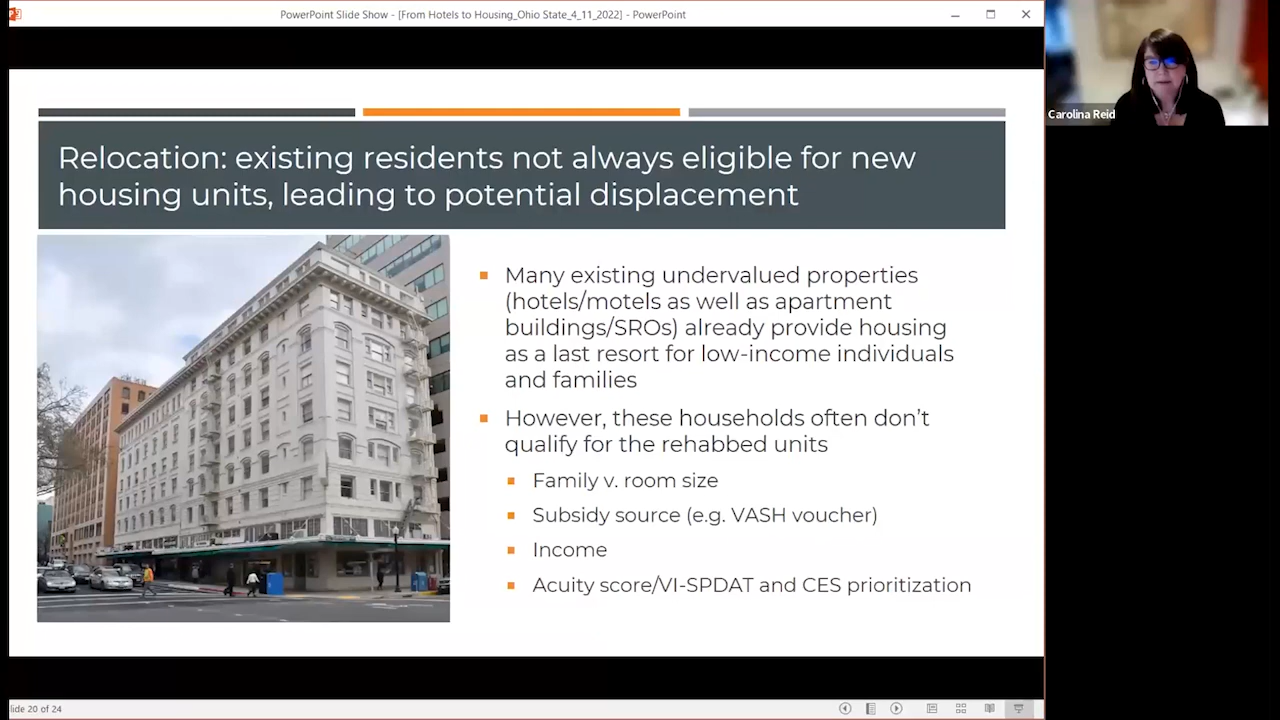 PowerPoint Slide Show - [From Hotels to Housing_Ohio State_4_11_2022] - PowerPoint
Carolina Reid
Relocation: existing residents not always eligible for new
housing units, leading to potential displacement
Many existing undervalued properties
(hotels/motels as well as apartment
buildings/SROs) already provide housing
as a last resort for low-income individuals
and families
However, these households often don't
qualify for the rehabbed units
Family v. room size
Subsidy source (e.g. VASH voucher)
Income
Acuity score/VI-SPDAT and CES prioritization
lide 20 of 24